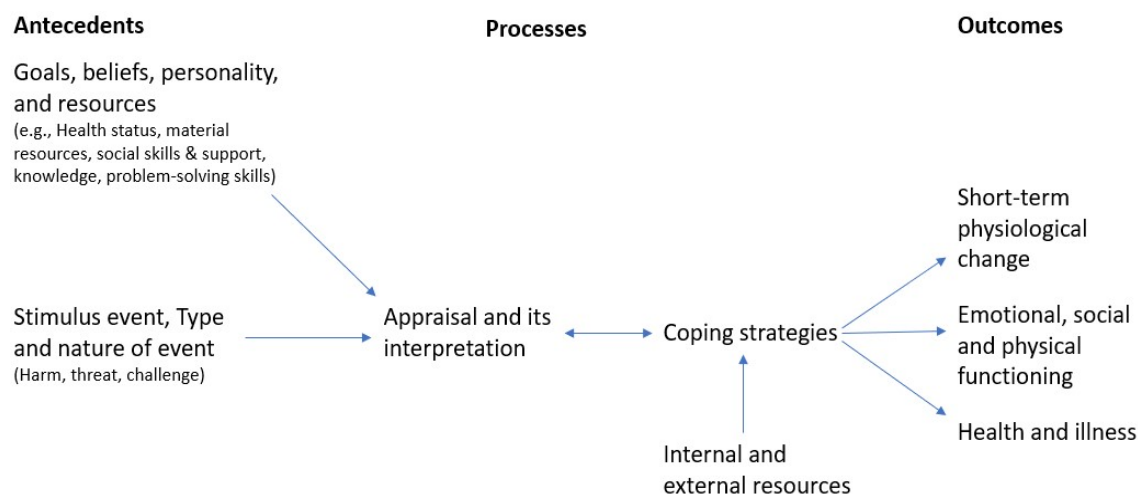 Antecedents
Processes
Outcomes
Goals, beliefs, personality,
and resources
(e.g., Health status, material
resources, social skills & support,
knowledge, problem-solving skills)
Stimulus event, Type
and nature of event
(Harm, threat, challenge)
Appraisal and its
interpretation
Coping strategies
Internal and
external resources
Short-term
physiological
change
Emotional, social
and physical
functioning
Health and illness